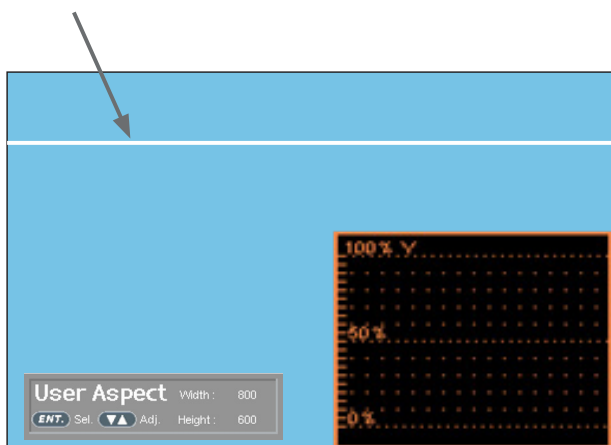 100% Y
50%
0%
User Aspect Width : 800
ENT. Sel. ▼▲ Adj. Height : 600